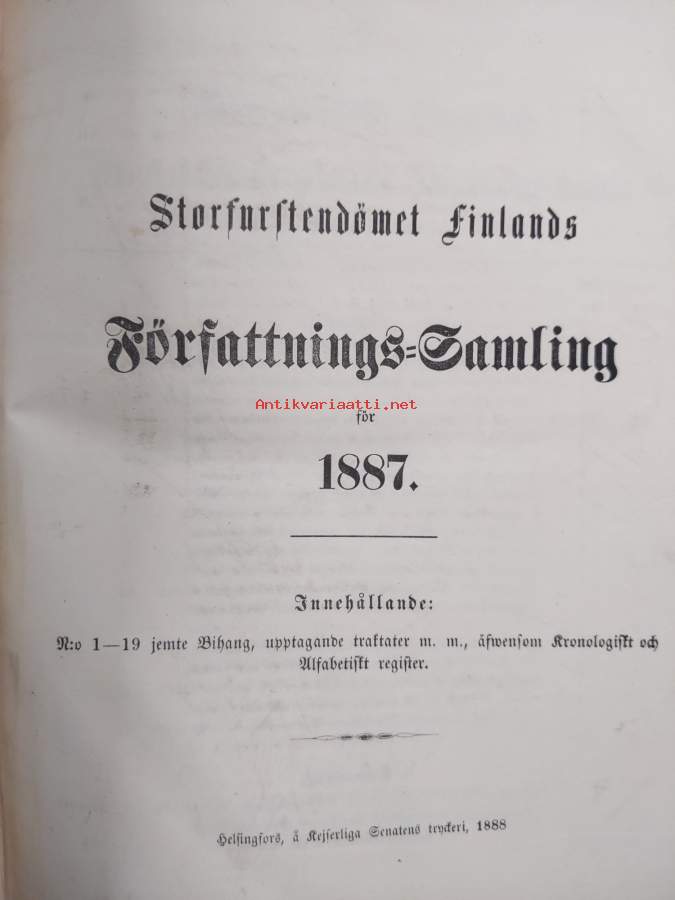 Storfurstendömet Finlands
Författnings-Samling
Antikvariaatti.net
för
1887.
Innehållande:
N:o 1—19 jemte Bihang, upptagande traktater m. m., äfwensom Kronologiskt och
Alfabetiskt register.
Helsingfors, å Kejserliga Senatens tryckeri, 1888